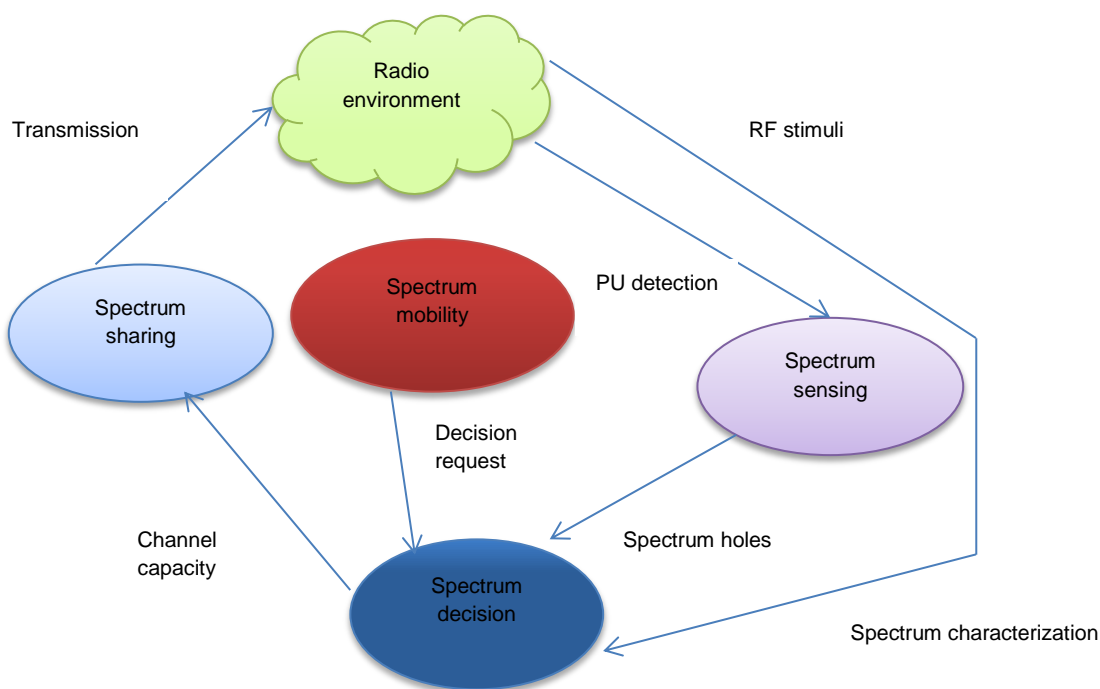 Radio
environment
Transmission
RF stimuli
Spectrum
mobility
PU detection
Spectrum
sharing
Spectrum
sensing
Decision
request
Channel
capacity
Spectrum holes
Spectrum
decision
Spectrum characterization